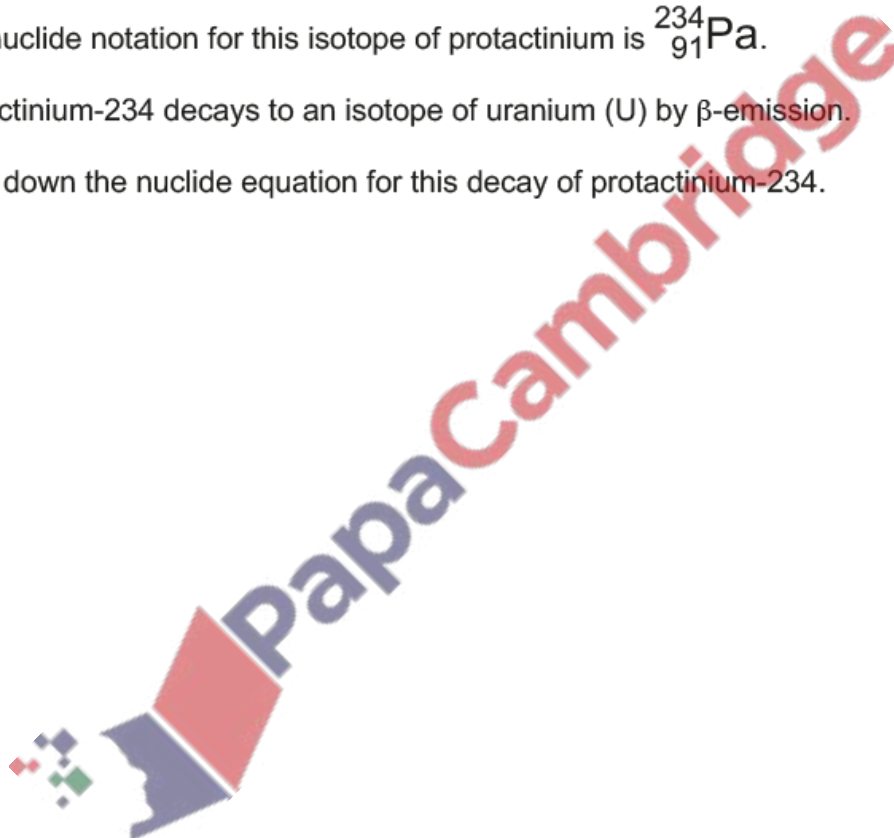 uclide notation for this isotope of protactinium is ²³⁴₉₁Pa.
ctinium-234 decays to an isotope of uranium (U) by β-emission.
down the nuclide equation for this decay of protactinium-234.
PapaCambridge